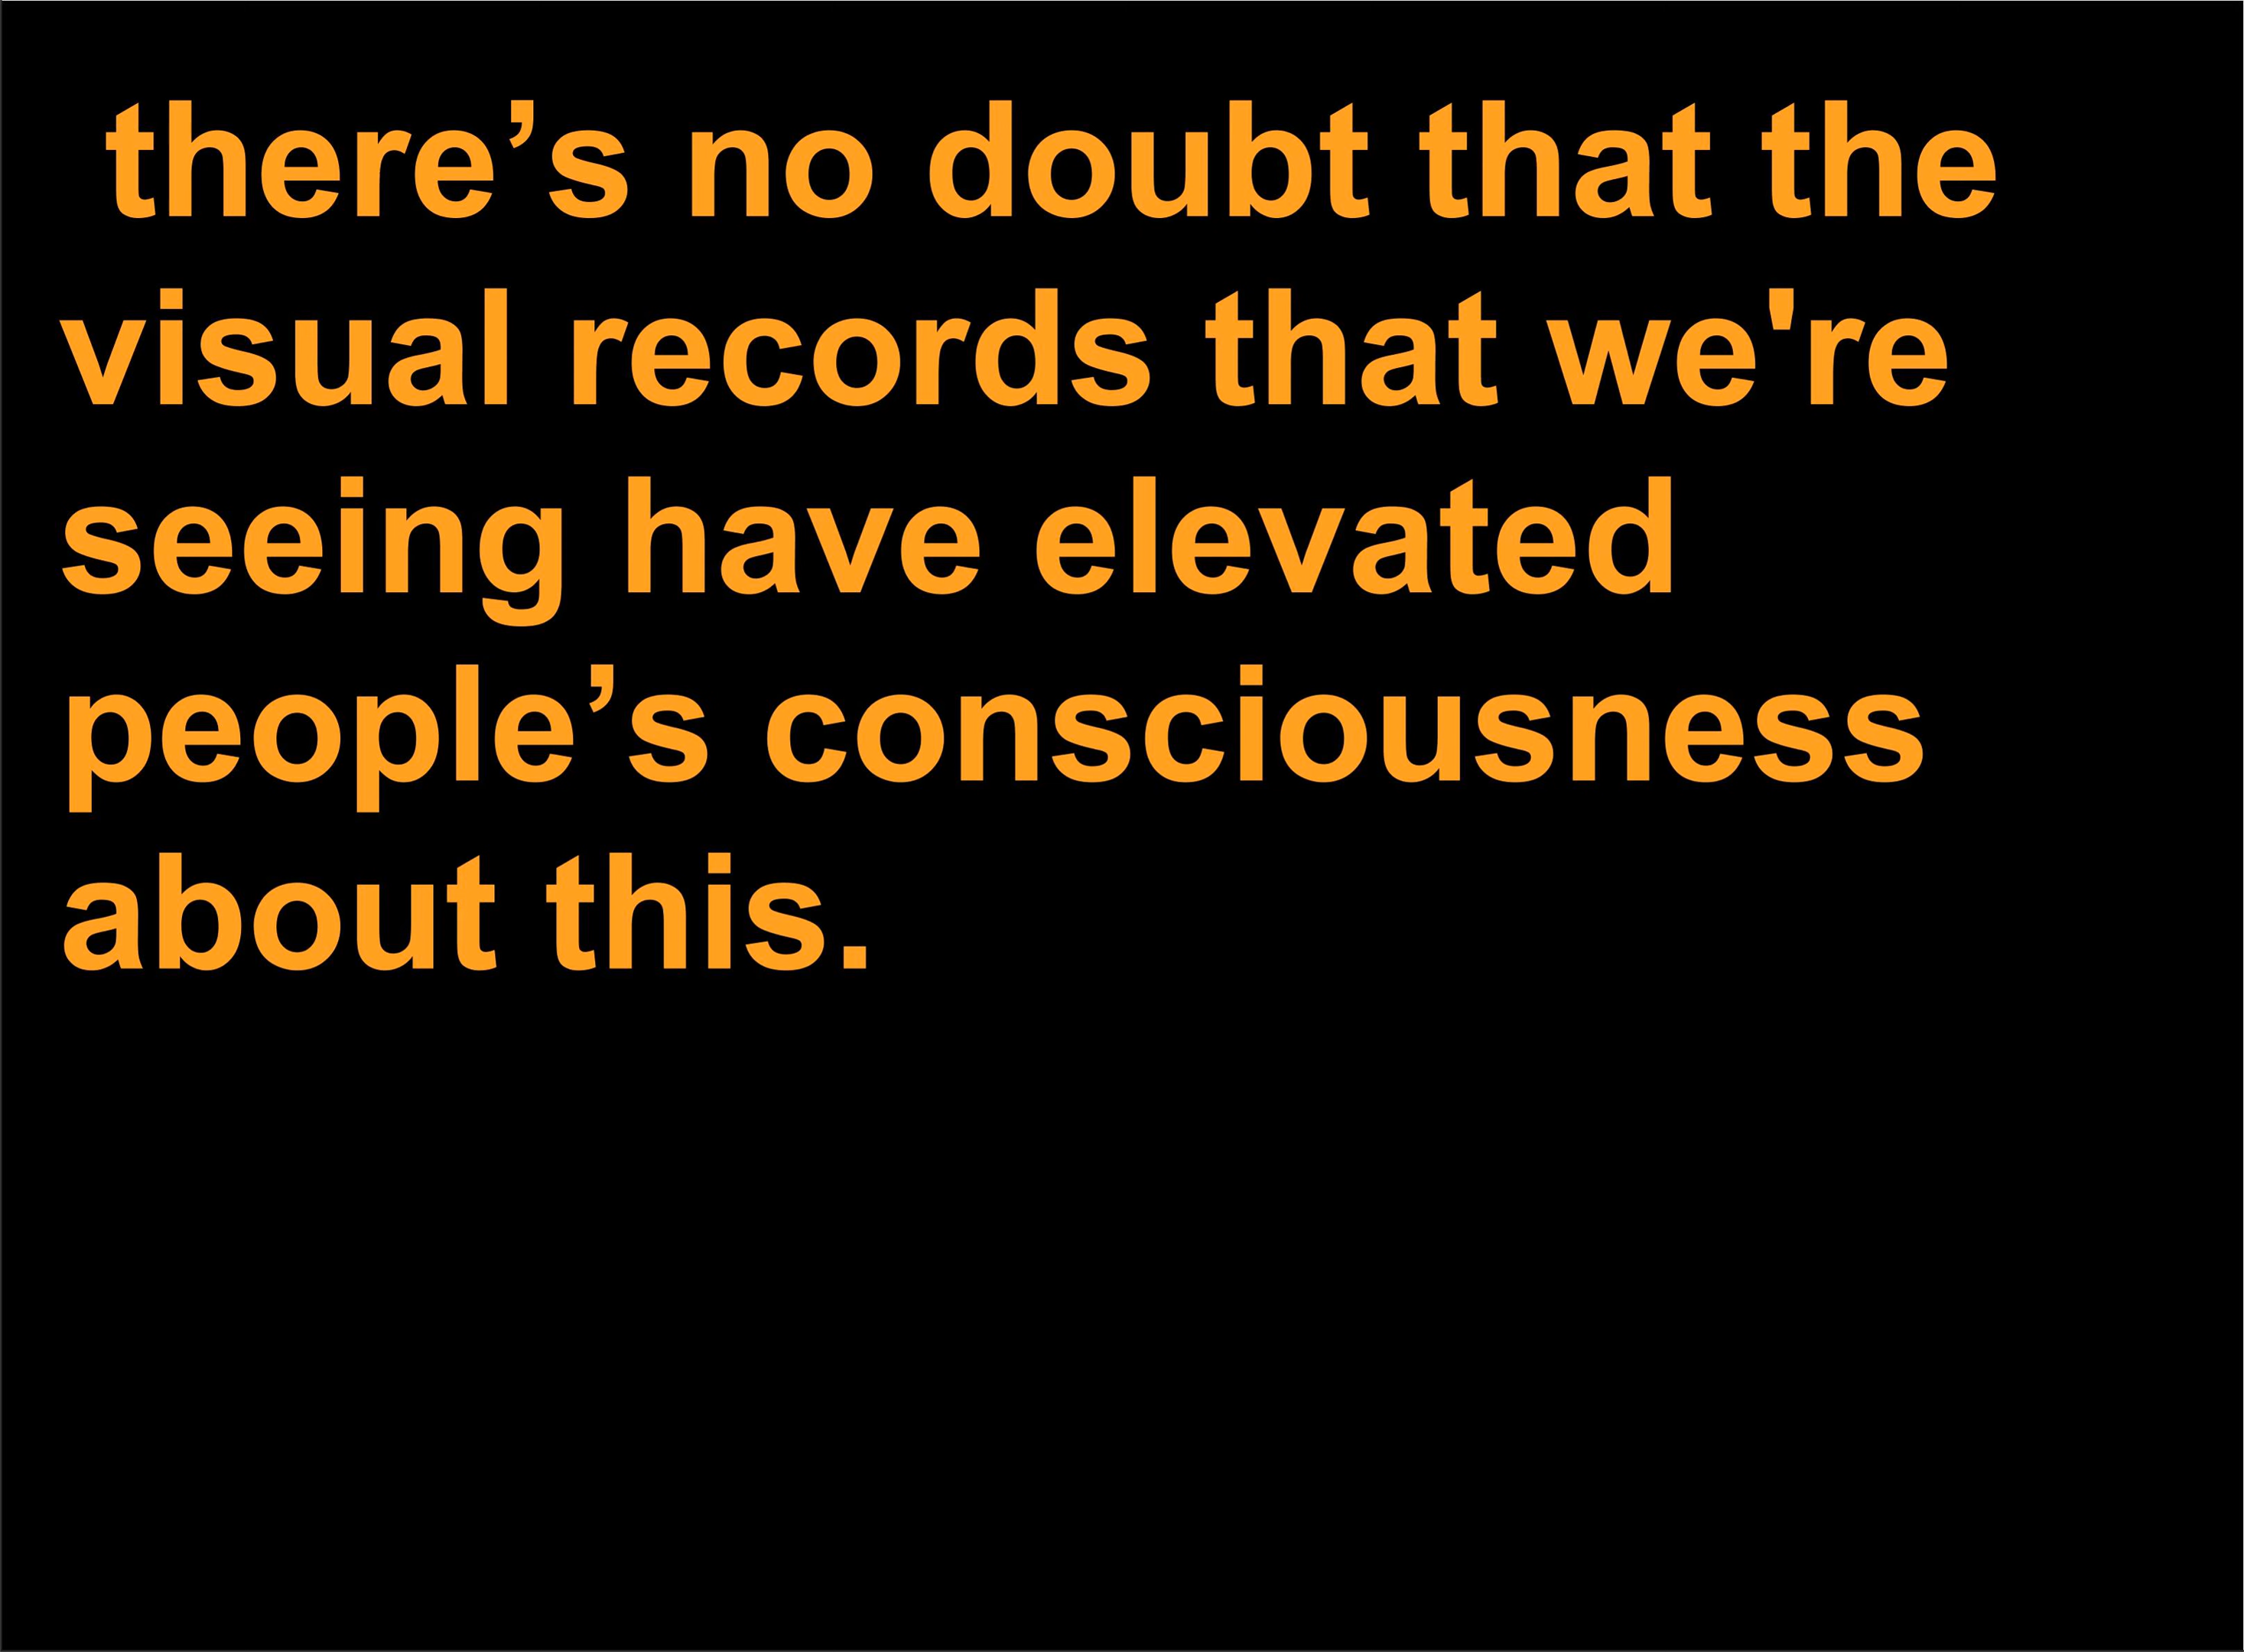 there’s no doubt that the
visual records that we're
seeing have elevated
people’s consciousness
about this.